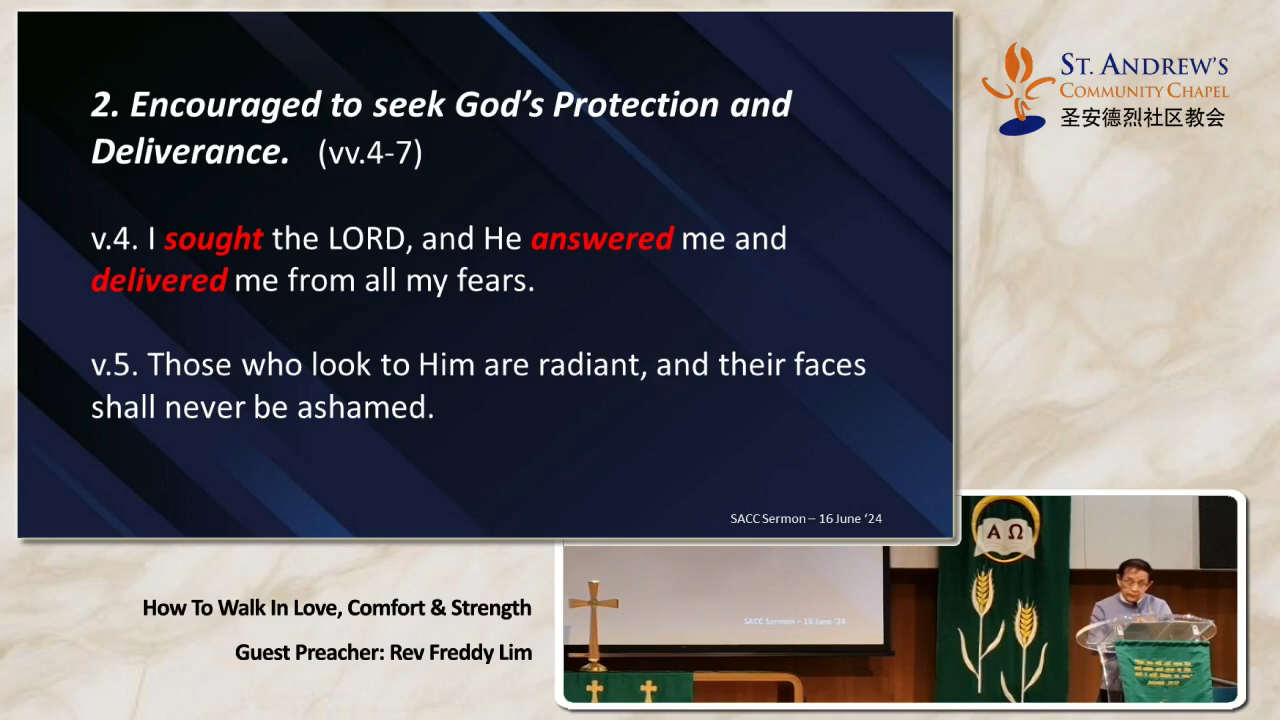 2. Encouraged to seek God’s Protection and
Deliverance. (vv.4-7)
v.4. I sought the LORD, and He answered me and
delivered me from all my fears.
v.5. Those who look to Him are radiant, and their faces
shall never be ashamed.
SACC Sermon – 16 June ‘24
ST. ANDREW'S
COMMUNITY CHAPEL
圣安德烈社区教会
How To Walk In Love, Comfort & Strength
Guest Preacher: Rev Freddy Lim
SACC Sermon – 16 June ‘24
Α Ω